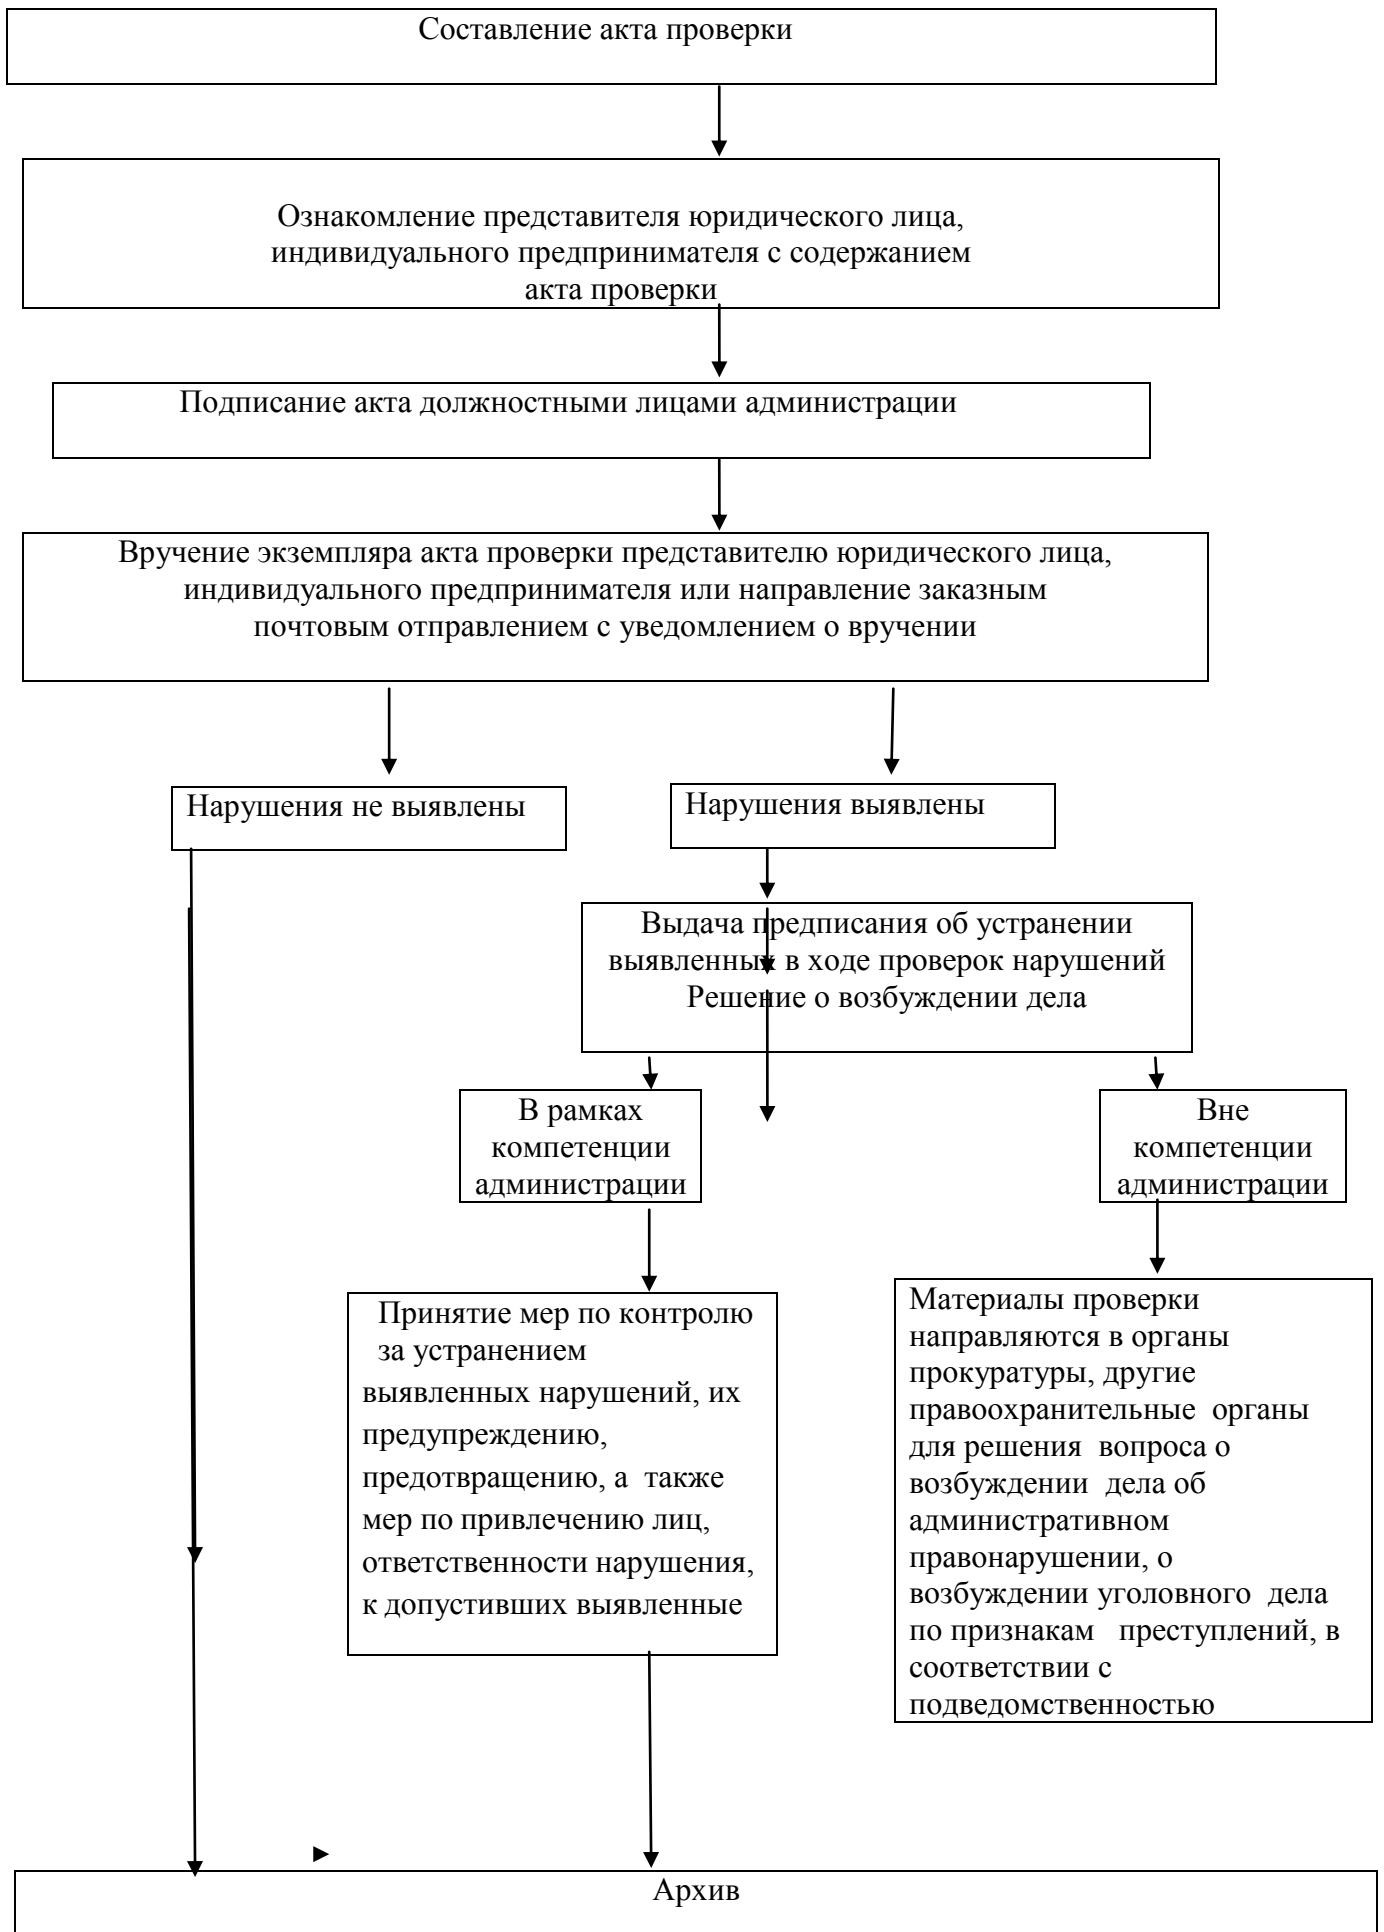 Составление акта проверки
Ознакомление представителя юридического лица,
индивидуального предпринимателя с содержанием
акта проверки
Подписание акта должностными лицами администрации
Вручение экземпляра акта проверки представителю юридического лица,
индивидуального предпринимателя или направление заказным
почтовым отправлением с уведомлением о вручении
Нарушения не выявлены
Нарушения выявлены
Выдача предписания об устранении
выявленных в ходе проверок нарушений
Решение о возбуждении дела
В рамках
компетенции
администрации
Вне
компетенции
администрации
Принятие мер по контролю
за устранением
выявленных нарушений, их
предупреждению,
предотвращению, а также
мер по привлечению лиц,
ответственности нарушения,
к допустивших выявленные
Материалы проверки
направляются в органы
прокуратуры, другие
правоохранительные органы
для решения вопроса о
возбуждении дела об
административном
правонарушении, о
возбуждении уголовного дела
по признакам преступлений, в
соответствии с
подведомственностью
Архив